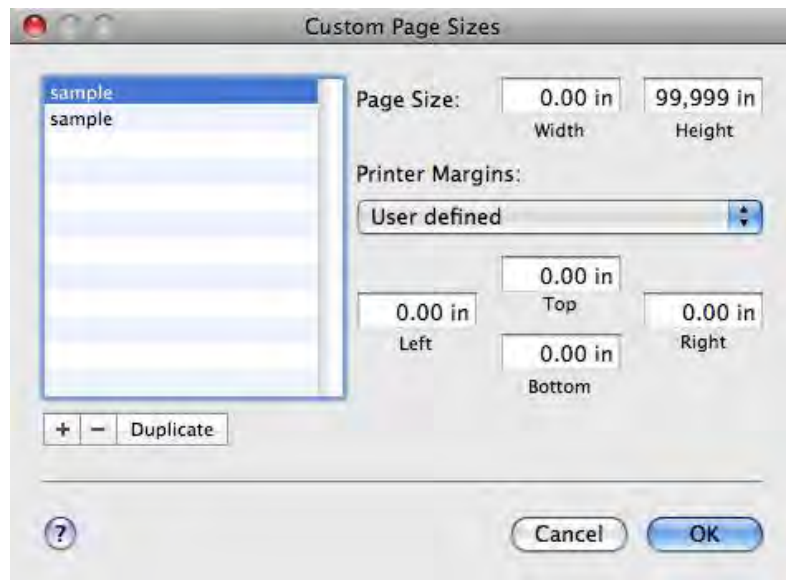 Custom Page Sizes
sample
sample
Page Size:
0.00 in
99,999 in
Width
Height
Printer Margins:
User defined
0.00 in
Top
0.00 in
Left
0.00 in
Right
0.00 in
Bottom
+
−
Duplicate
?
Cancel
OK